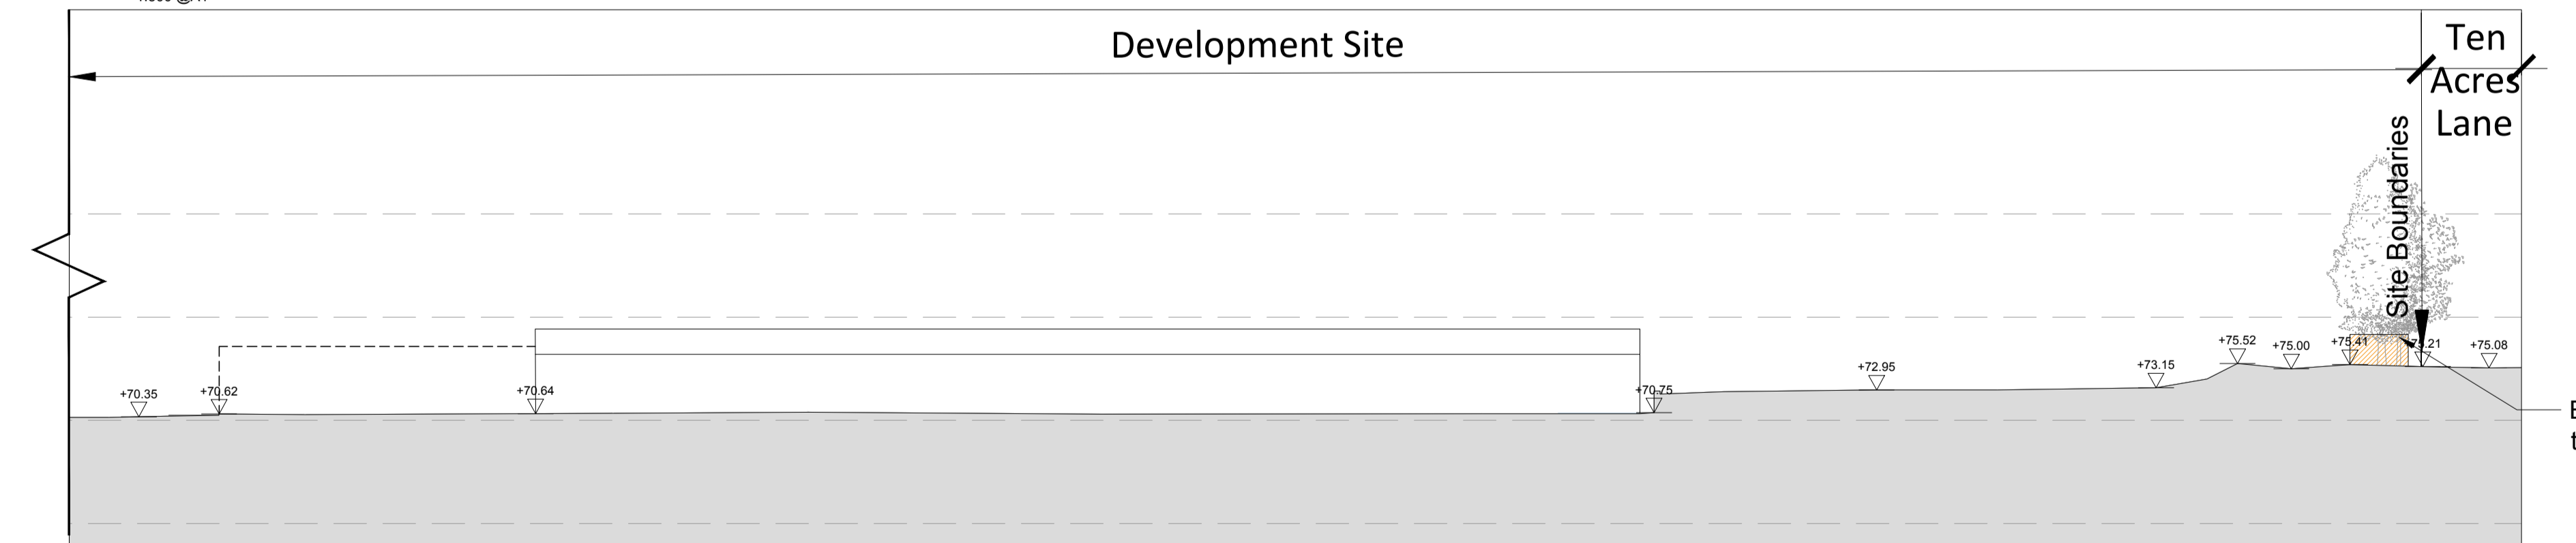 Development Site
Ten
Acres
Lane
Site Boundaries
+75.52
+75.00
+75.41
+75.08
+72.95
+73.15
+70.35
+70.62
+70.64
+70.75